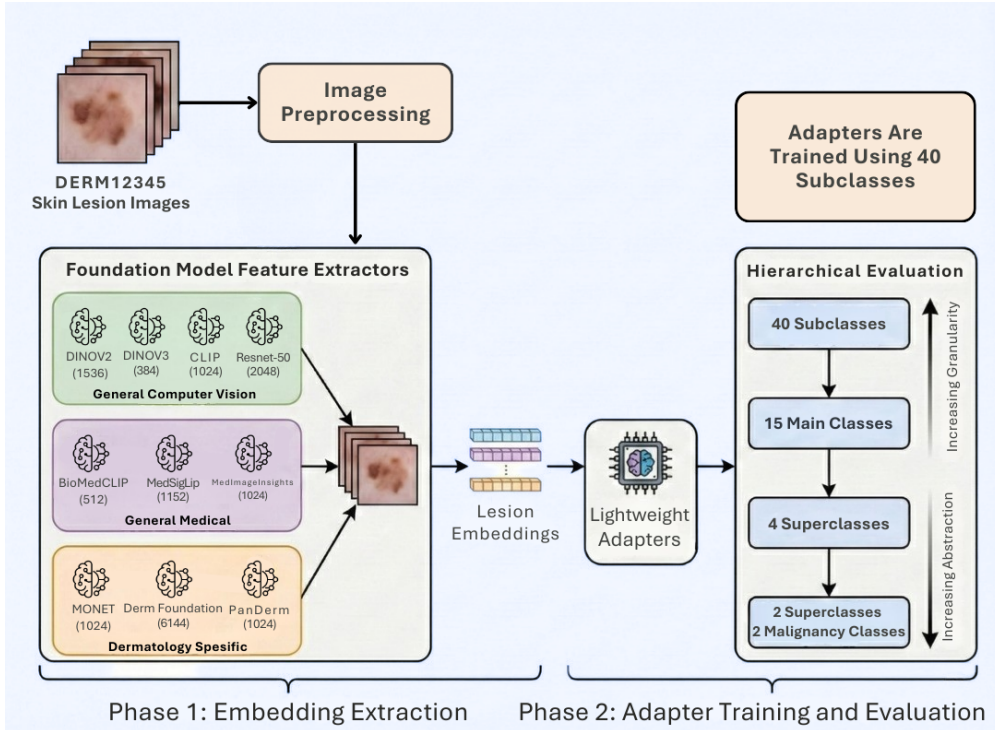 DERM12345
Skin Lesion Images
Image
Preprocessing
Adapters Are
Trained Using 40
Subclasses
Foundation Model Feature Extractors
DINOV2
(1536)
DINOV3
(384)
CLIP
(1024)
Resnet-50
(2048)
General Computer Vision
BioMedCLIP
(512)
MedSigLip
(1152)
MedImageInsights
(1024)
General Medical
MONET
(1024)
Derm Foundation
(6144)
PanDerm
(1024)
Dermatology Spesific
Lesion
Embeddings
Lightweight
Adapters
Hierarchical Evaluation
40 Subclasses
15 Main Classes
4 Superclasses
2 Superclasses
2 Malignancy Classes
Increasing Granularity
Increasing Abstraction
Phase 1: Embedding Extraction
Phase 2: Adapter Training and Evaluation